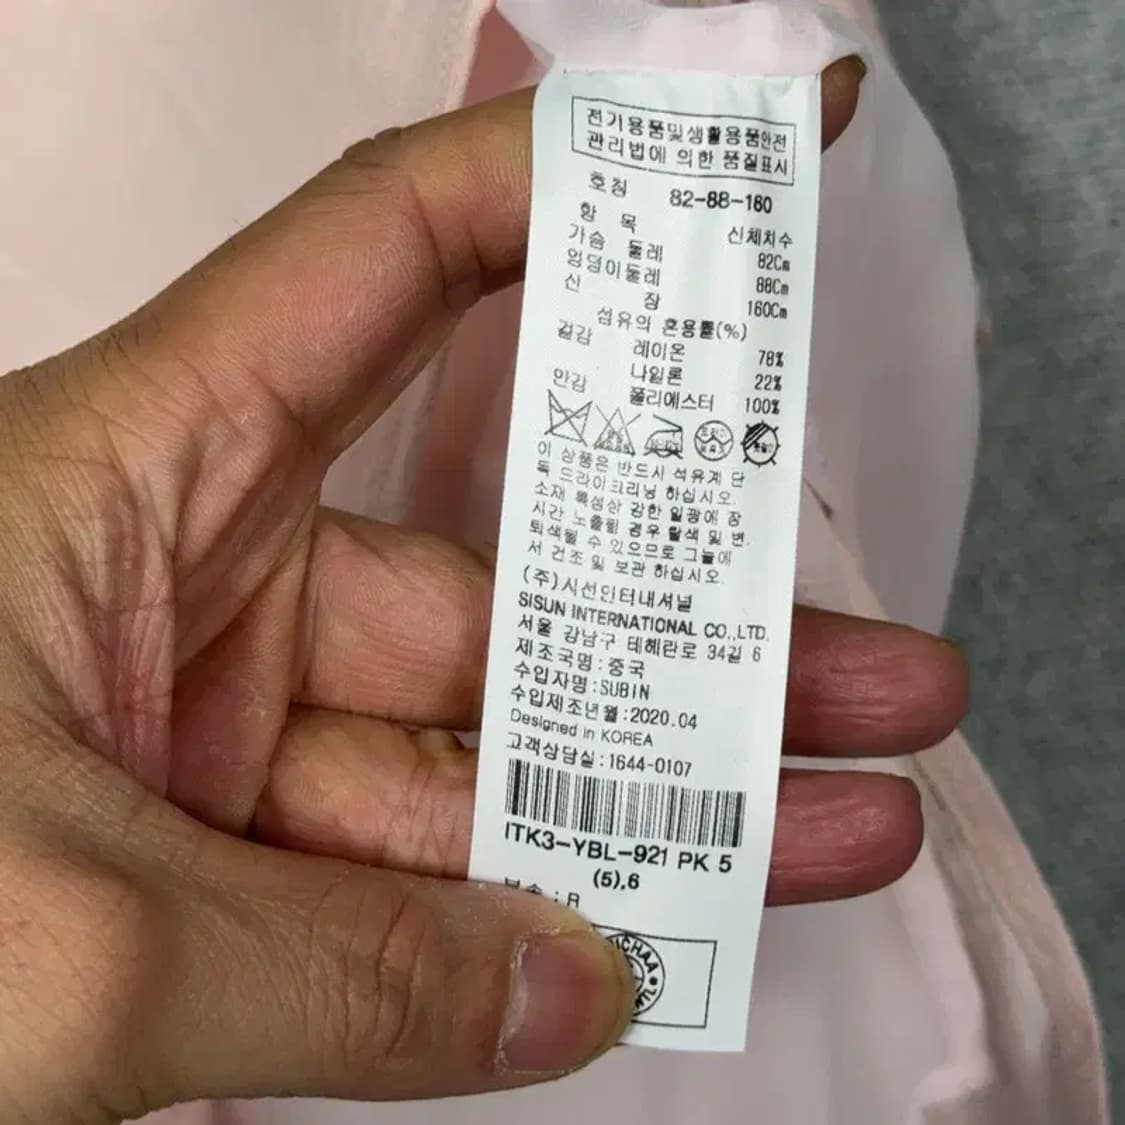 전기용품및생활용품안전
관리법에 의한 품질표시
호칭 82-88-160
항 목 신체치수
가슴 둘레 82Cm
엉덩이둘레 88Cm
신 장 160Cm
섬유의 혼용률(%)
겉감 레이온 78%
나일론 22%
안감 폴리에스터 100%
이 상품은 반드시 석유계 단
독 드라이크리닝 하십시오.
소재 특성상 강한 일광에 장
시간 노출될 경우 탈색 및 변.
퇴색될 수 있으므로 그늘에
서 건조 및 보관 하십시오.
(주)시선인터내셔널
SISUN INTERNATIONAL CO.,LTD.
서울 강남구 테헤란로 34길 6
제조국명:중국
수입자명:SUBIN
수입제조년월:2020.04
Designed in KOREA
고객상담실:1644-0107
ITK3-YBL-921 PK 5
(5),6
: A